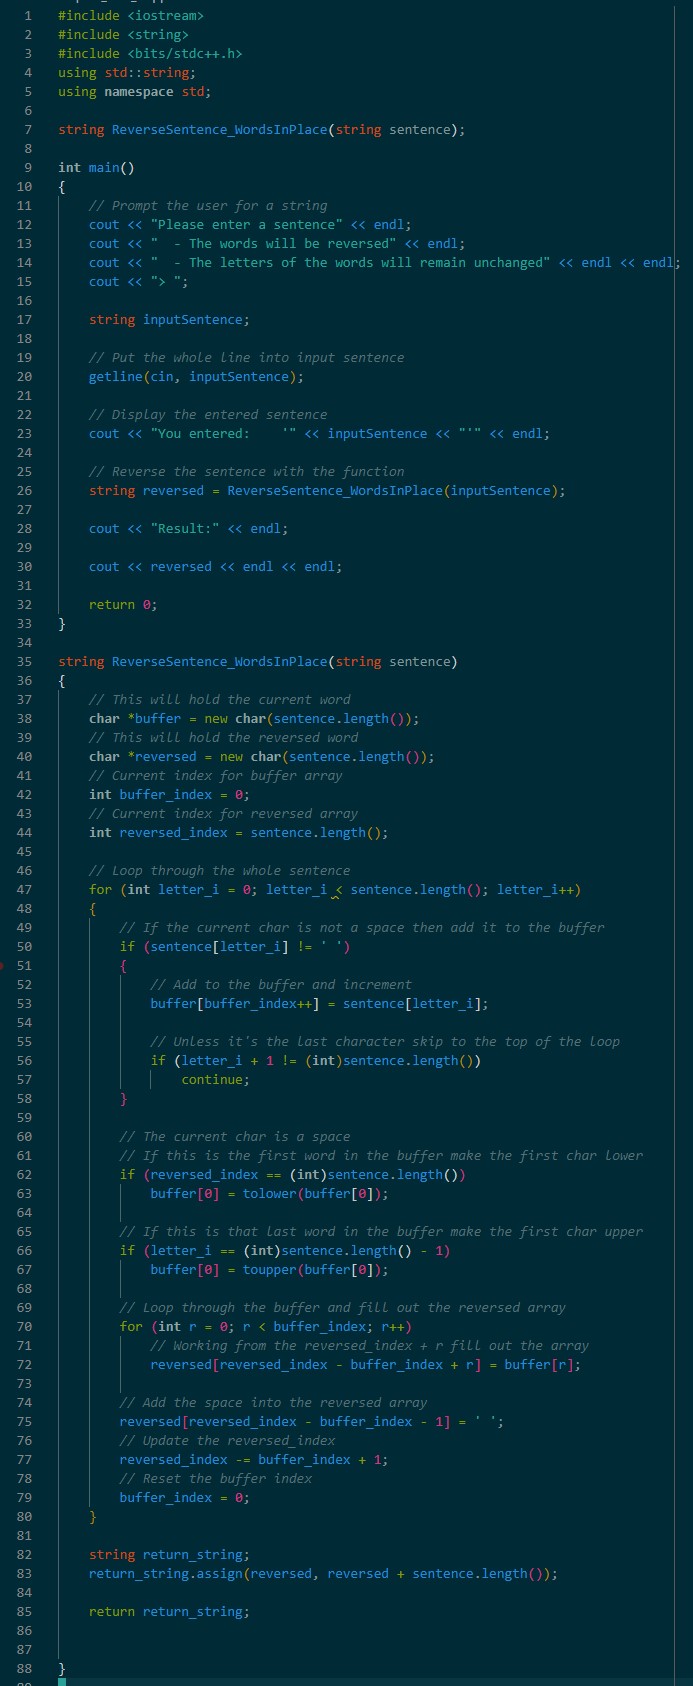 1 #include <iostream>
2 #include <string>
3 #include <bits/stdc++.h>
4 using std::string;
5 using namespace std;
6
7 string ReverseSentence_WordsInPlace(string sentence);
8
9 int main()
10 {
11     // Prompt the user for a string
12     cout << "Please enter a sentence" << endl;
13     cout << "  - The words will be reversed" << endl;
14     cout << "  - The letters of the words will remain unchanged" << endl << endl;
15     cout << "> ";
16
17     string inputSentence;
18
19     // Put the whole line into input sentence
20     getline(cin, inputSentence);
21
22     // Display the entered sentence
23     cout << "You entered:    '" << inputSentence << "'" << endl;
24
25     // Reverse the sentence with the function
26     string reversed = ReverseSentence_WordsInPlace(inputSentence);
27
28     cout << "Result:" << endl;
29
30     cout << reversed << endl << endl;
31
32     return 0;
33 }
34
35 string ReverseSentence_WordsInPlace(string sentence)
36 {
37     // This will hold the current word
38     char *buffer = new char(sentence.length());
39     // This will hold the reversed word
40     char *reversed = new char(sentence.length());
41     // Current index for buffer array
42     int buffer_index = 0;
43     // Current index for reversed array
44     int reversed_index = sentence.length();
45
46     // Loop through the whole sentence
47     for (int letter_i = 0; letter_i < sentence.length(); letter_i++)
48     {
49         // If the current char is not a space then add it to the buffer
50         if (sentence[letter_i] != ' ')
51         {
52             // Add to the buffer and increment
53             buffer[buffer_index++] = sentence[letter_i];
54
55             // Unless it's the last character skip to the top of the loop
56             if (letter_i + 1 != (int)sentence.length())
57                 continue;
58         }
59
60         // The current char is a space
61         // If this is the first word in the buffer make the first char lower
62         if (reversed_index == (int)sentence.length())
63             buffer[0] = tolower(buffer[0]);
64
65         // If this is that last word in the buffer make the first char upper
66         if (letter_i == (int)sentence.length() - 1)
67             buffer[0] = toupper(buffer[0]);
68
69         // Loop through the buffer and fill out the reversed array
70         for (int r = 0; r < buffer_index; r++)
71             // Working from the reversed_index + r fill out the array
72             reversed[reversed_index - buffer_index + r] = buffer[r];
73
74         // Add the space into the reversed array
75         reversed[reversed_index - buffer_index - 1] = ' ';
76         // Update the reversed_index
77         reversed_index -= buffer_index + 1;
78         // Reset the buffer index
79         buffer_index = 0;
80     }
81
82     string return_string;
83     return_string.assign(reversed, reversed + sentence.length());
84
85     return return_string;
86
87
88 }